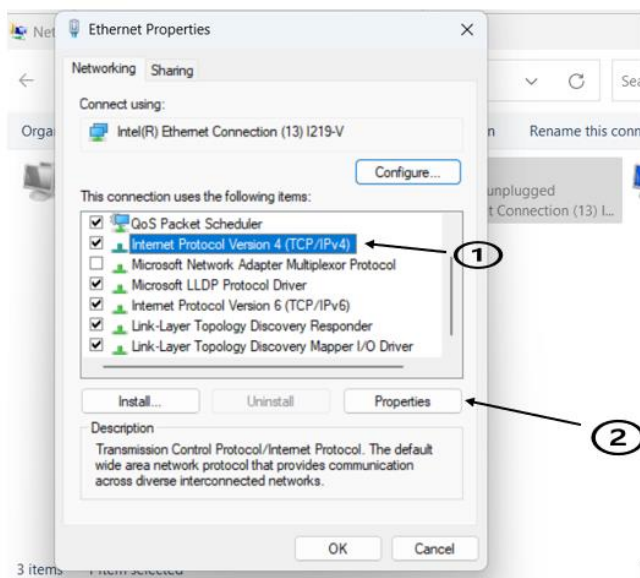 Net
Ethernet Properties
Networking Sharing
Sea
Connect using:
Orga
Intel(R) Ethernet Connection (13) I219-V
n Rename this conn
Configure...
This connection uses the following items:
unplugged
t Connection (13) I...
QoS Packet Scheduler
Internet Protocol Version 4 (TCP/IPv4)
1
Microsoft Network Adapter Multiplexor Protocol
Microsoft LLDP Protocol Driver
Internet Protocol Version 6 (TCP/IPv6)
Link-Layer Topology Discovery Responder
Link-Layer Topology Discovery Mapper I/O Driver
Install... Uninstall Properties
2
Description
Transmission Control Protocol/Internet Protocol. The default
wide area network protocol that provides communication
across diverse interconnected networks.
OK Cancel
3 items 1 item selected